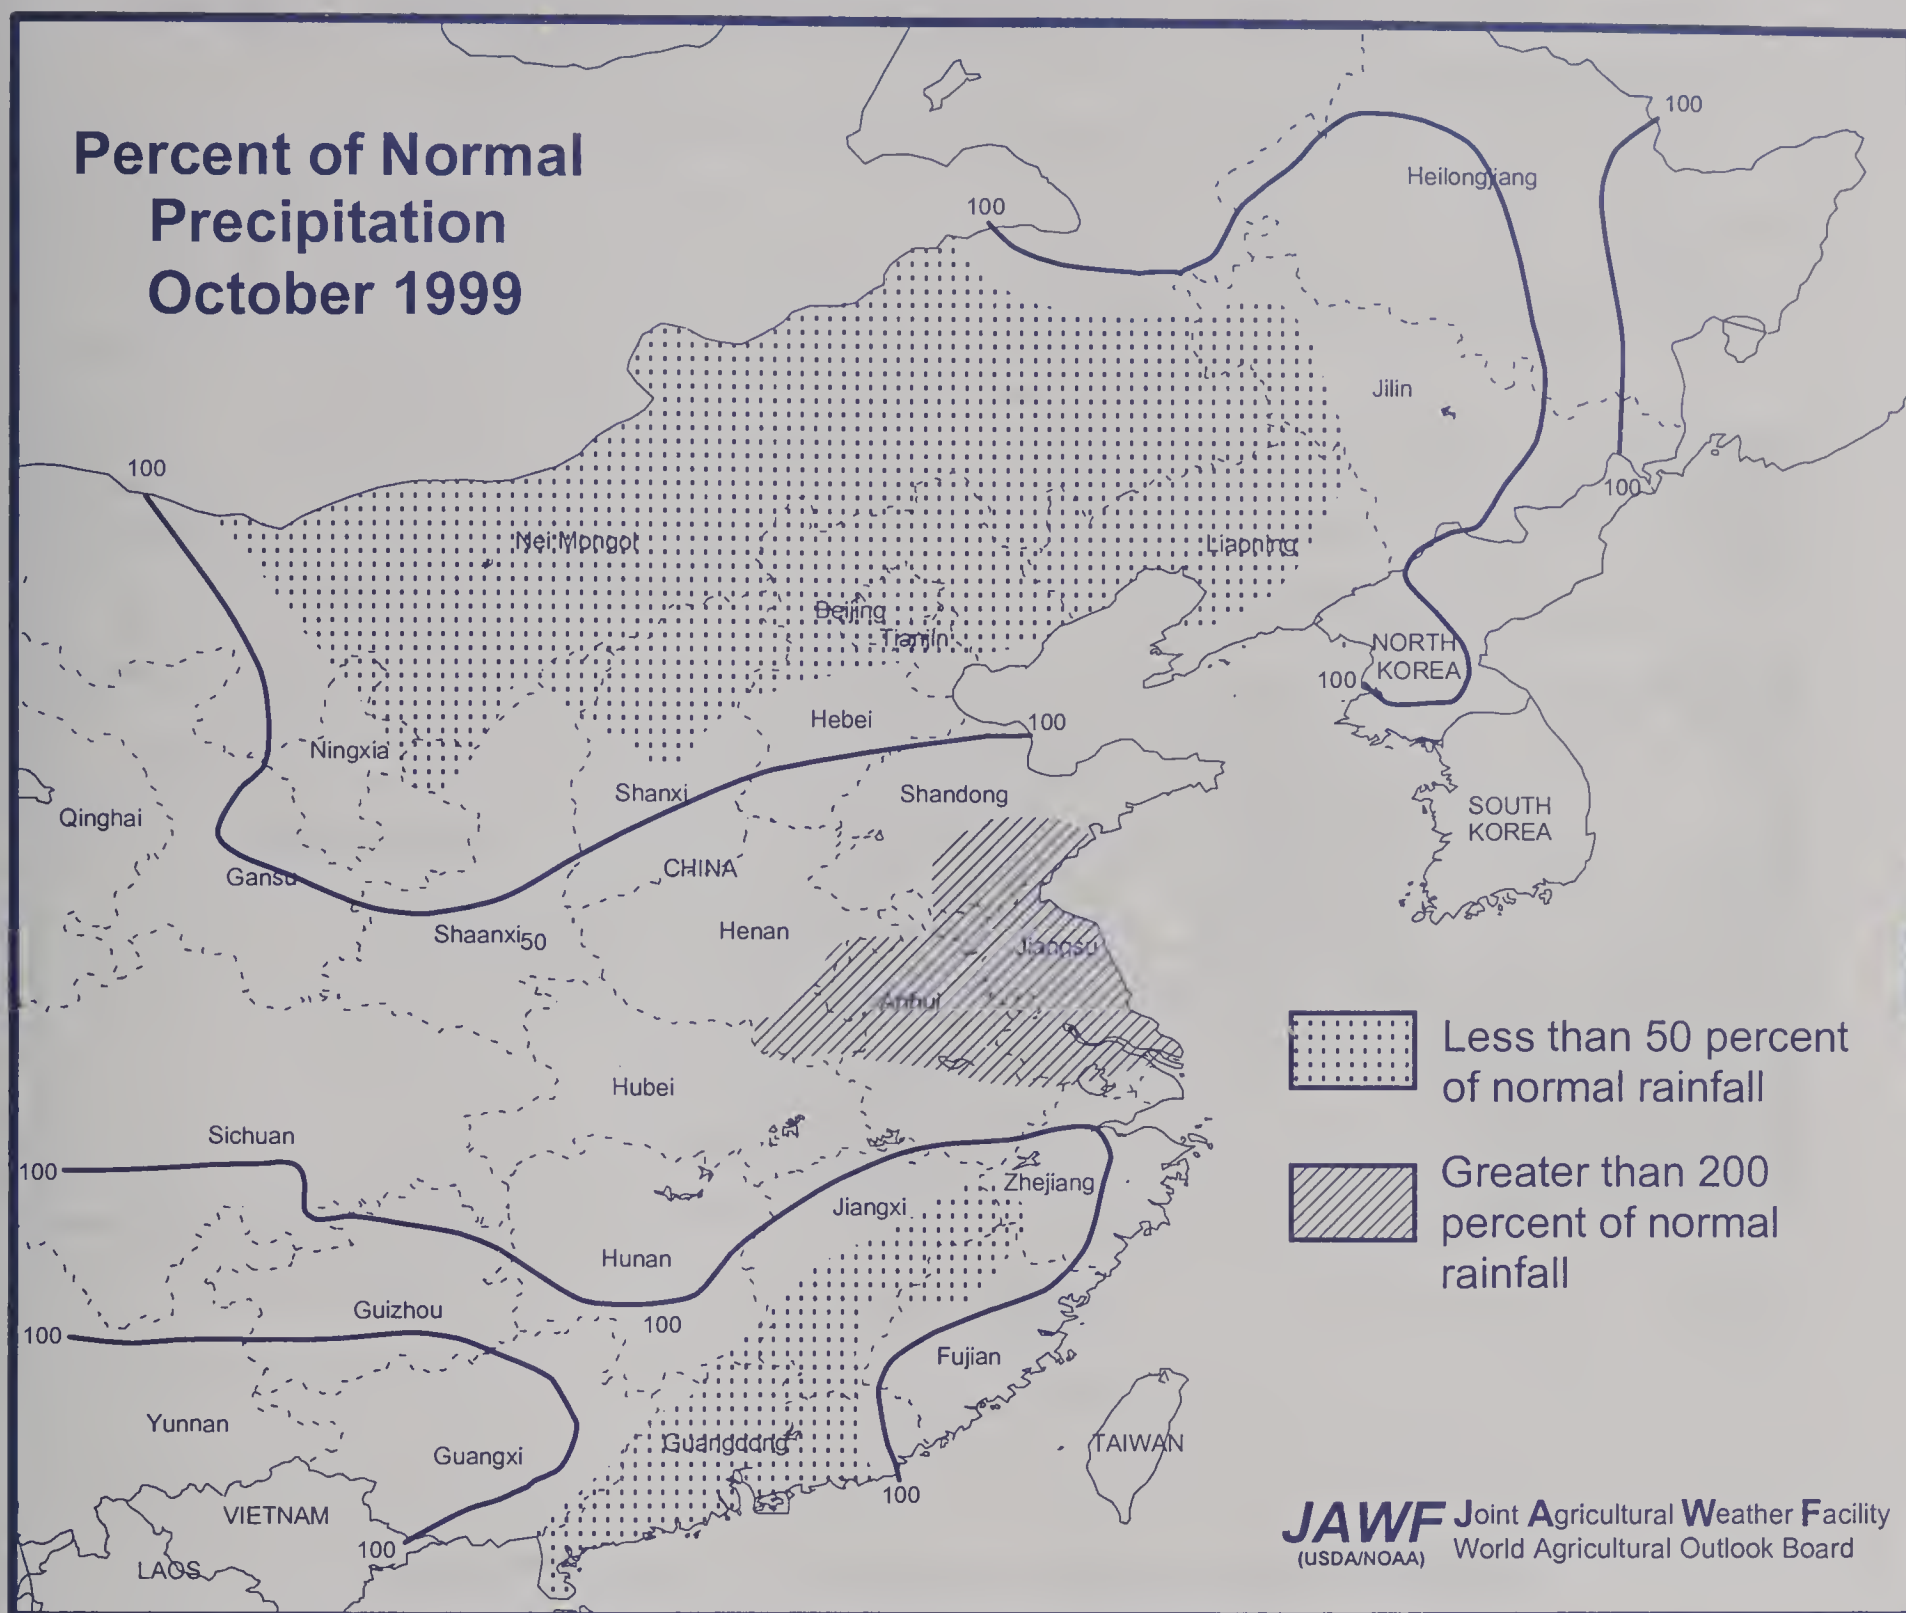 Percent of Normal
Precipitation
October 1999
100
Heilongjiang
100
Jilin
100
Nei Mongol
Liaoning
100
Beijing
Tianjin
NORTH
KOREA
100
Hebei
100
Ningxia
Shanxi
Shandong
SOUTH
KOREA
Qinghai
CHINA
Gansu
Shaanxi
50
Henan
Jiangsu
Anhui
Less than 50 percent
of normal rainfall
Hubei
Sichuan
100
Greater than 200
percent of normal
rainfall
Zhejiang
Jiangxi
Hunan
Guizhou
100
100
Fujian
Yunnan
Guangxi
Guangdong
TAIWAN
100
VIETNAM
100
LAOS
JAWF
(USDA/NOAA)
Joint Agricultural Weather Facility
World Agricultural Outlook Board